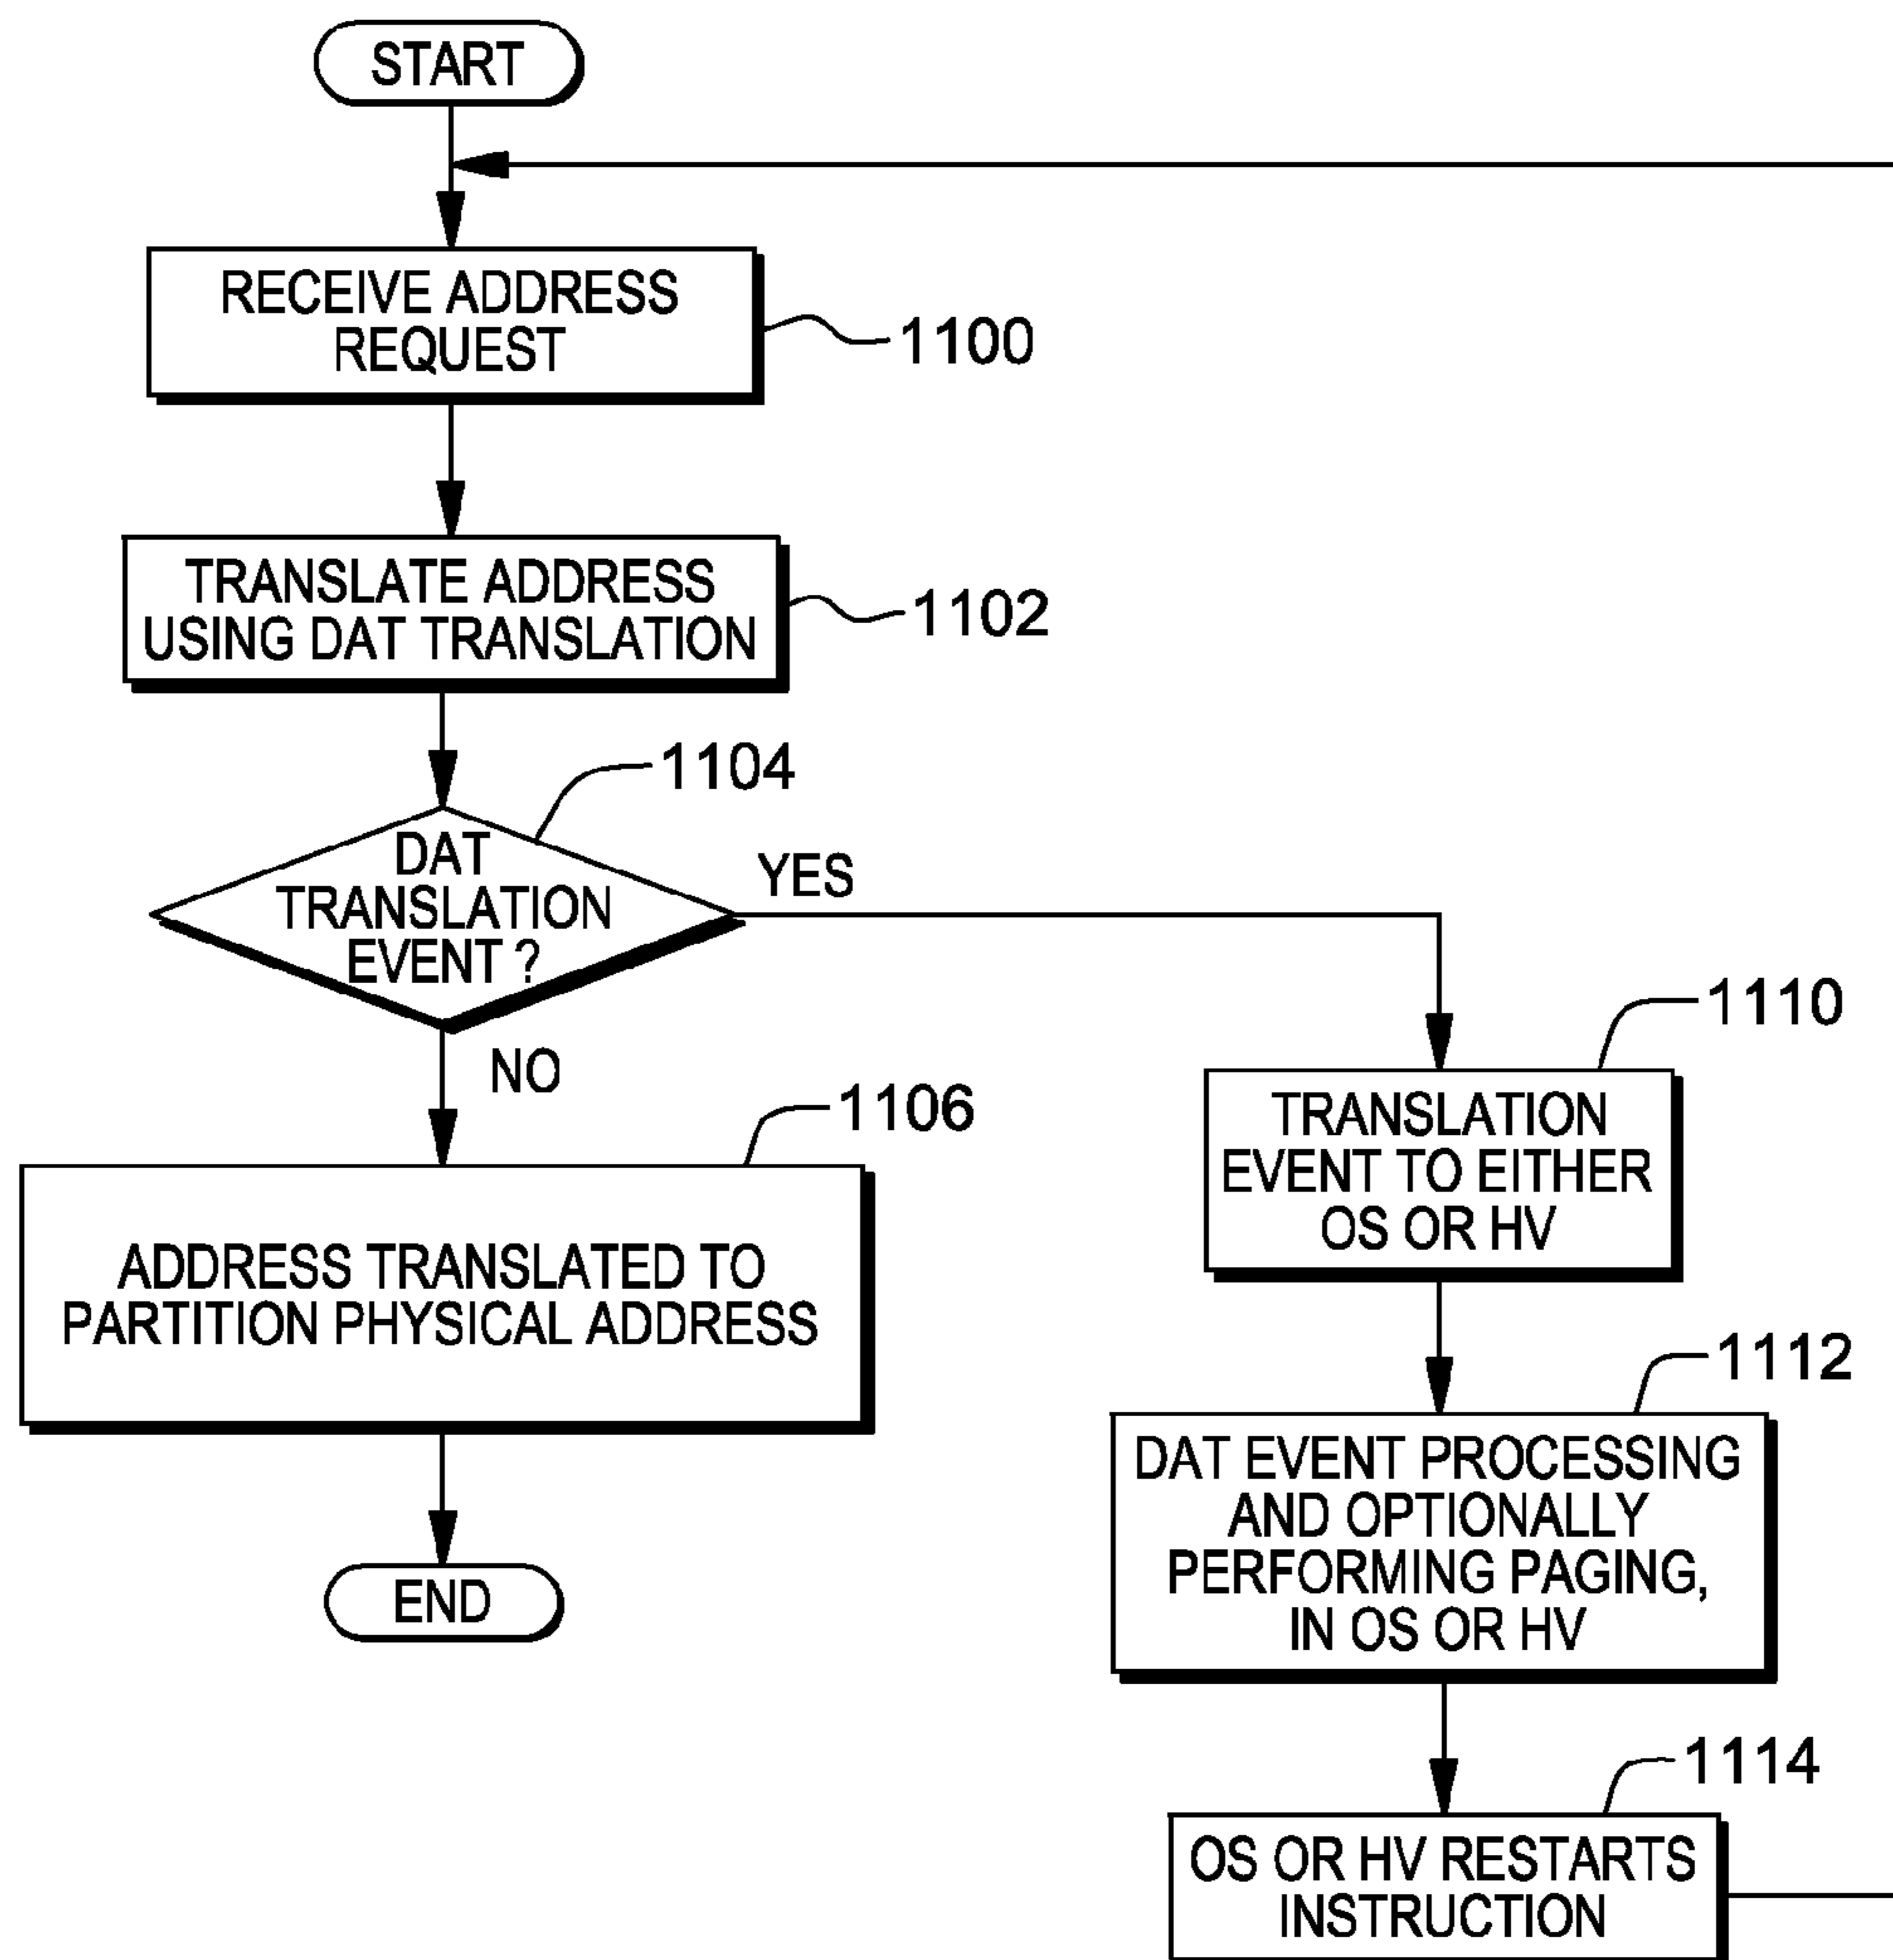 START
RECEIVE ADDRESS
REQUEST
1100
TRANSLATE ADDRESS
USING DAT TRANSLATION
1102
1104
DAT
TRANSLATION
EVENT ?
YES
NO
1106
ADDRESS TRANSLATED TO
PARTITION PHYSICAL ADDRESS
END
1110
TRANSLATION
EVENT TO EITHER
OS OR HV
1112
DAT EVENT PROCESSING
AND OPTIONALLY
PERFORMING PAGING,
IN OS OR HV
1114
OS OR HV RESTARTS
INSTRUCTION